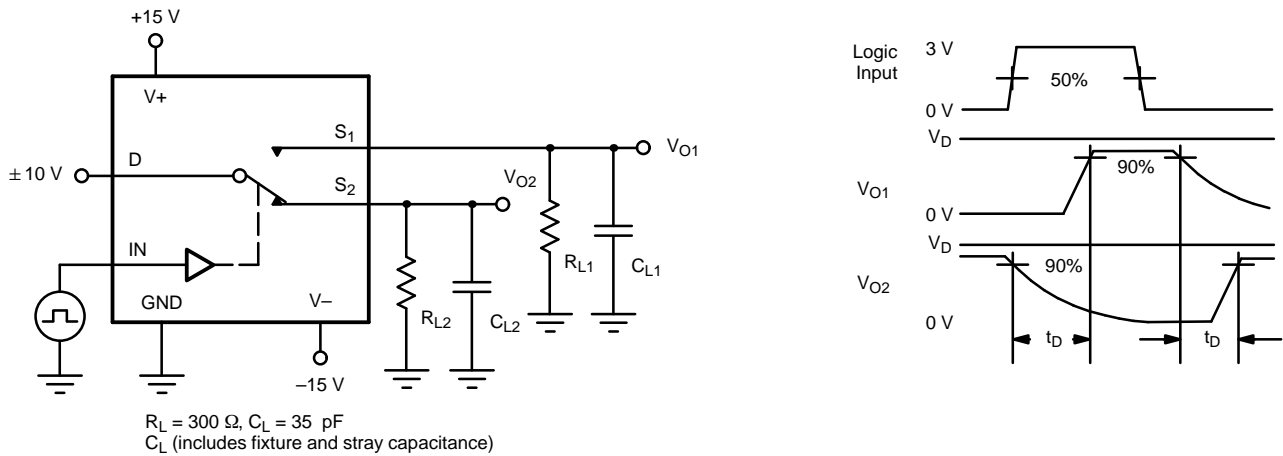 +15 V
V+
± 10 V
D
S1
VO1
S2
VO2
IN
GND
V–
RL2
CL2
RL1
CL1
–15 V
RL = 300 Ω, CL = 35 pF
CL (includes fixture and stray capacitance)
Logic
Input
3 V
50%
0 V
VD
VO1
90%
0 V
VD
VO2
90%
0 V
tD
tD